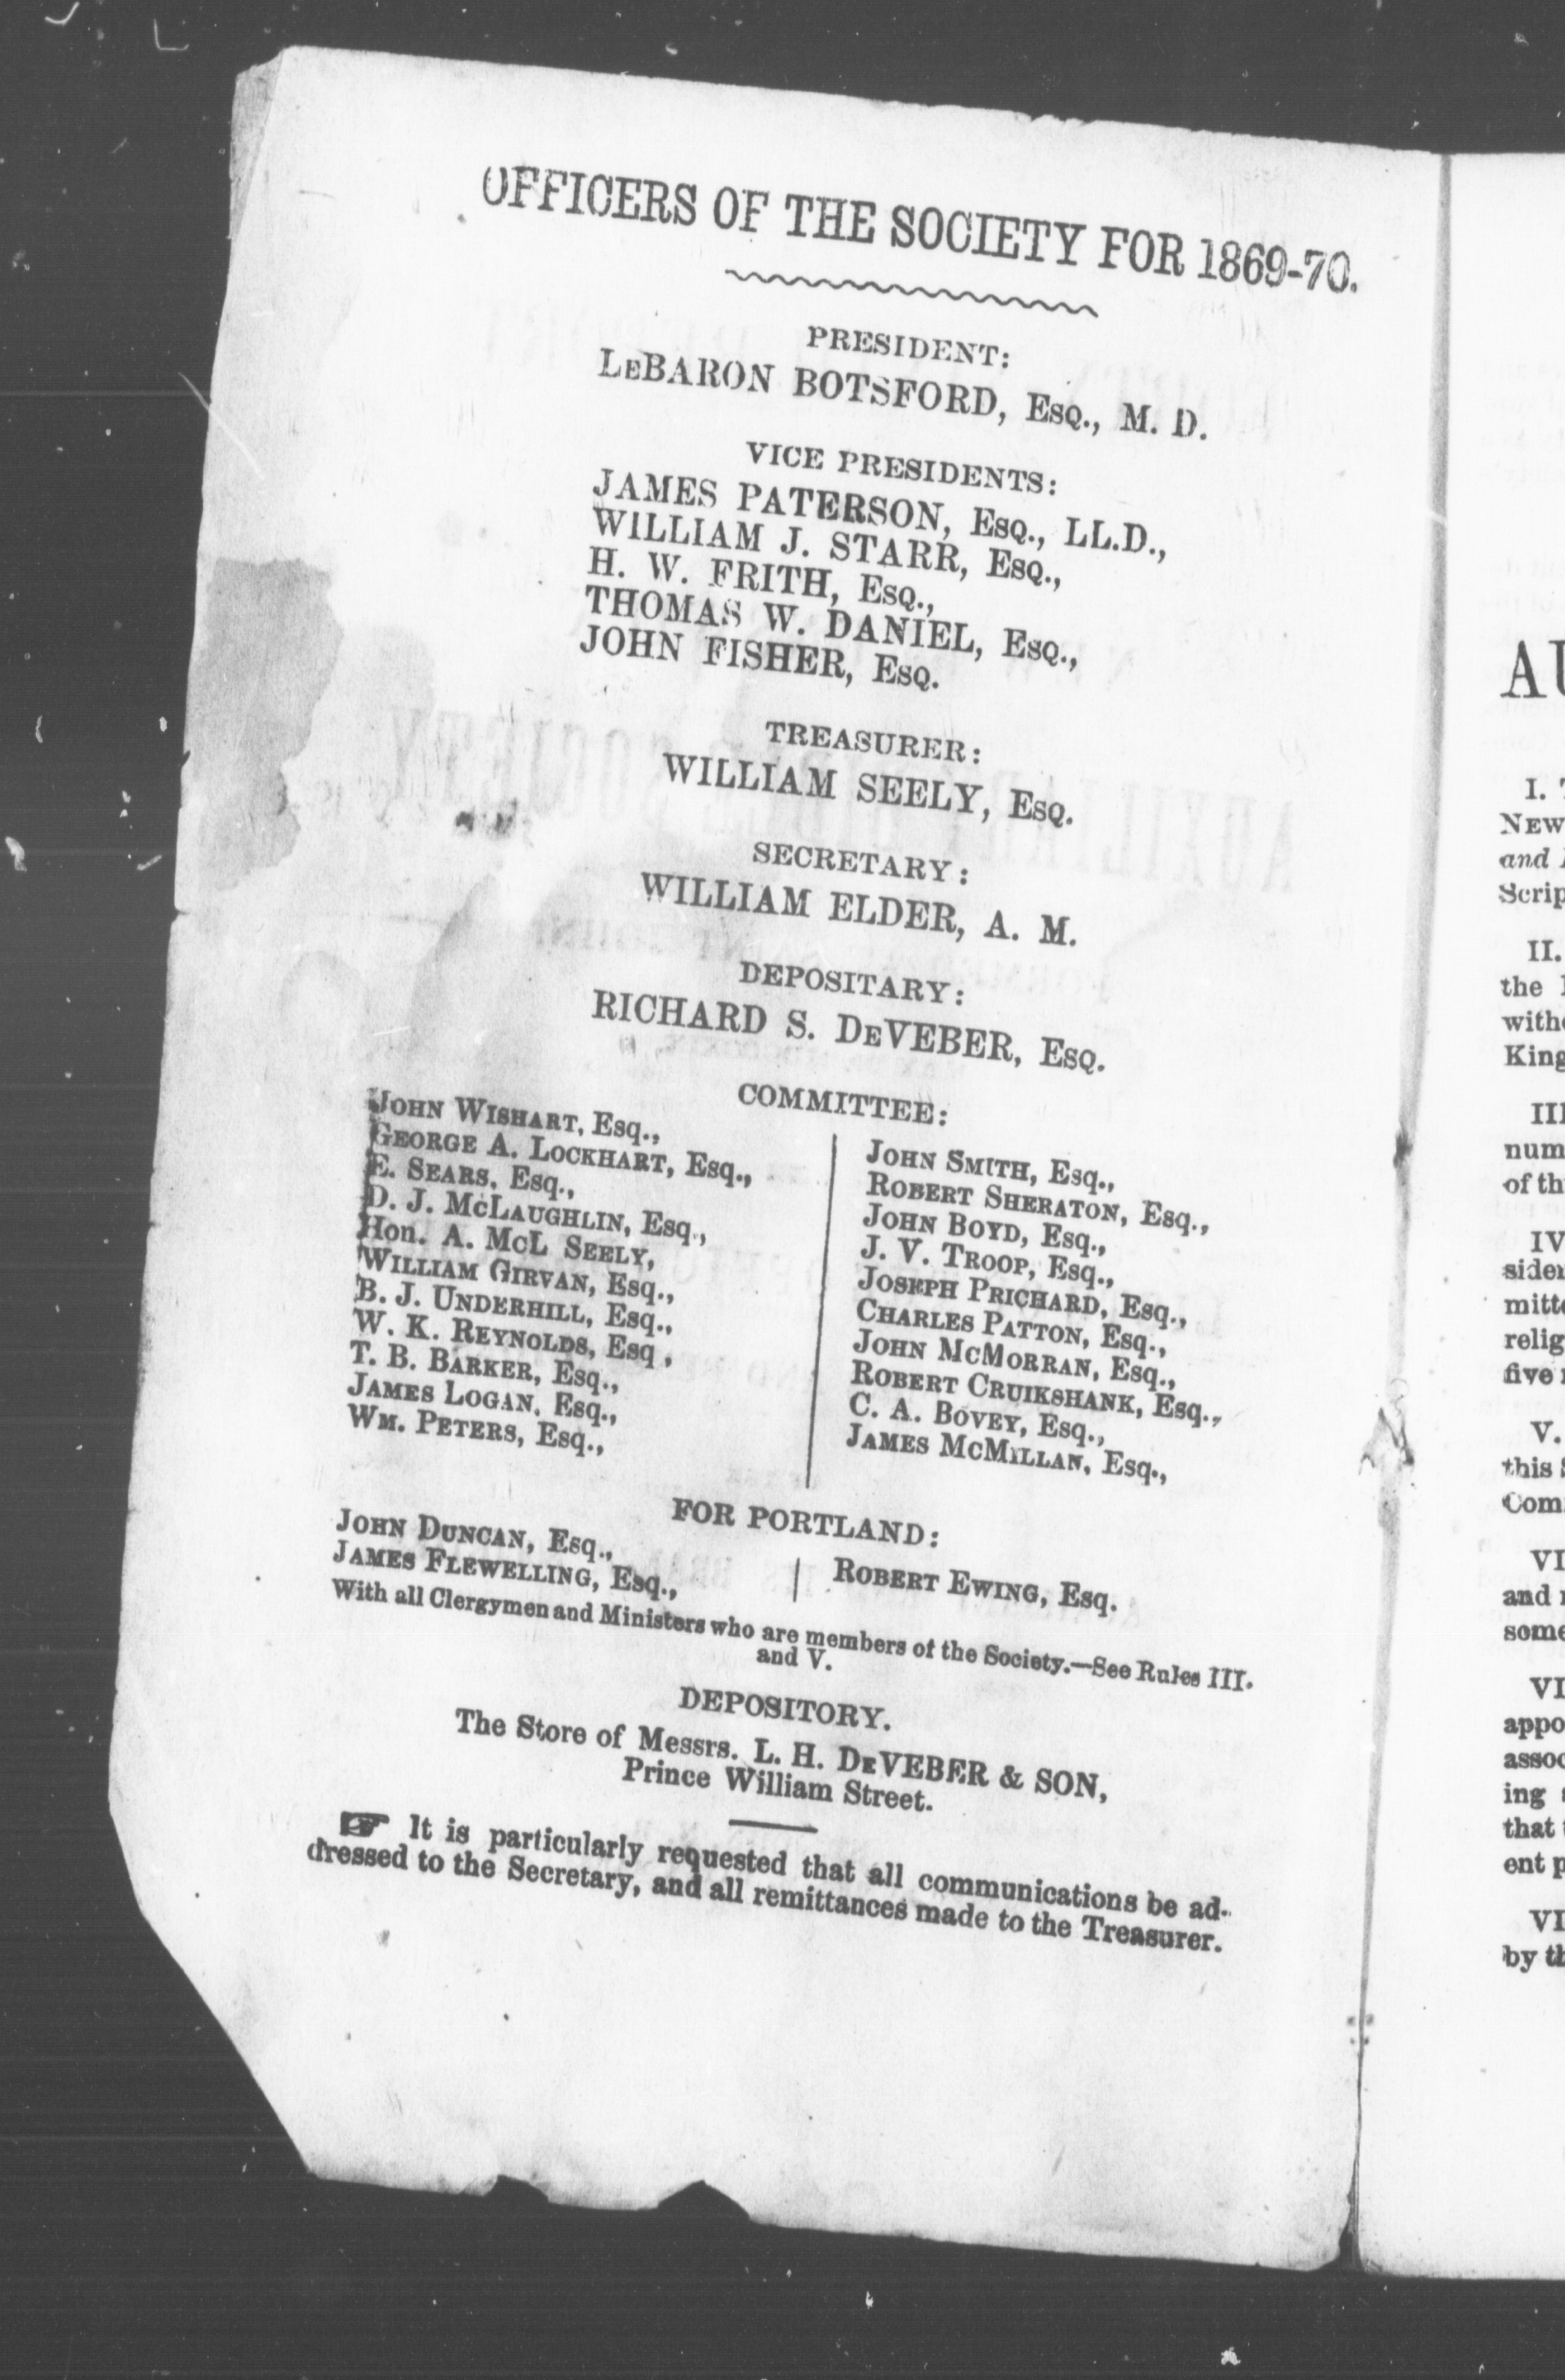 OFFICERS OF THE SOCIETY FOR 1869-70.
PRESIDENT:
LeBARON BOTSFORD, Esq., M. D.
VICE PRESIDENTS:
JAMES PATERSON, Esq., LL.D.,
WILLIAM J. STARR, Esq.,
H. W. FRITH, Esq.,
THOMAS W. DANIEL, Esq.,
JOHN FISHER, Esq.
TREASURER:
WILLIAM SEELY, Esq.
SECRETARY:
WILLIAM ELDER, A. M.
DEPOSITARY:
RICHARD S. DeVEBER, Esq.
COMMITTEE:
John Wishart, Esq.,
George A. Lockhart, Esq.,
E. Sears, Esq.,
D. J. McLaughlin, Esq.,
Hon. A. McL Seely,
William Girvan, Esq.,
B. J. Underhill, Esq.,
W. K. Reynolds, Esq,
T. B. Barker, Esq.,
James Logan, Esq.,
Wm. Peters, Esq.,
John Smith, Esq.,
Robert Sheraton, Esq.,
John Boyd, Esq.,
J. V. Troop, Esq.,
Joseph Prichard, Esq.,
Charles Patton, Esq.,
John McMorran, Esq.,
Robert Cruikshank, Esq.,
C. A. Bovey, Esq.,
James McMillan, Esq.,
FOR PORTLAND:
John Duncan, Esq.,
James Flewelling, Esq.,
Robert Ewing, Esq.
With all Clergymen and Ministers who are members of the Society.—See Rules III.
and V.
DEPOSITORY.
The Store of Messrs. L. H. DeVEBER & SON,
Prince William Street.
☞ It is particularly requested that all communications be ad-
dressed to the Secretary, and all remittances made to the Treasurer.
AU
I.
New
and
Scrip
II.
the
with
King
III
num
of th
IV
side
mitt
relig
five
V.
this
Com
VI
and
some
VI
appo
assoc
ing
that
ent p
VI
by th